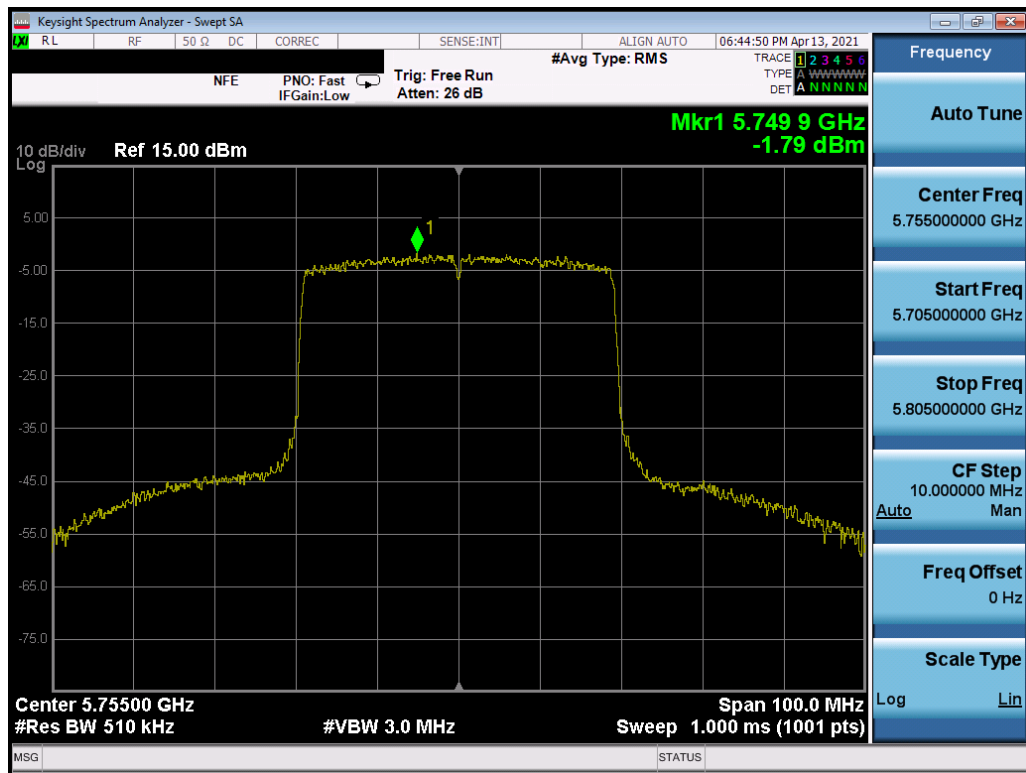 Keysight Spectrum Analyzer - Swept SA
LXI RL RF 50 Ω DC CORREC SENSE:INT ALIGN AUTO 06:44:50 PM Apr 13, 2021
NFE PNO: Fast Trig: Free Run #Avg Type: RMS TRACE 1 2 3 4 5 6
IFGain:Low Atten: 26 dB TYPE A WWWWW
DET A N N N N N
Mkr1 5.749 9 GHz
-1.79 dBm
10 dB/div Ref 15.00 dBm
Log
1
5.00
-5.00
-15.0
-25.0
-35.0
-45.0
-55.0
-65.0
-75.0
Center 5.75500 GHz Span 100.0 MHz
#Res BW 510 kHz #VBW 3.0 MHz Sweep 1.000 ms (1001 pts)
MSG STATUS
Frequency
Auto Tune
Center Freq
5.755000000 GHz
Start Freq
5.705000000 GHz
Stop Freq
5.805000000 GHz
CF Step
10.000000 MHz
Auto Man
Freq Offset
0 Hz
Scale Type
Log Lin